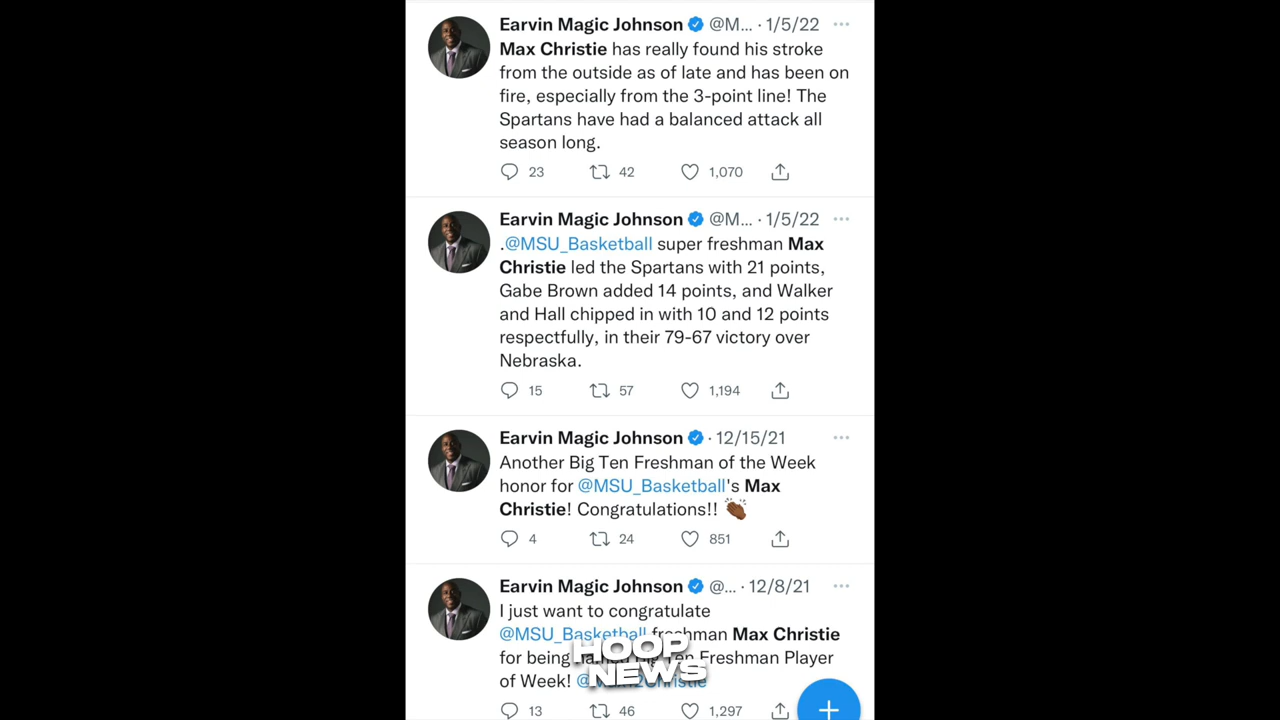 Earvin Magic Johnson @M... · 1/5/22 ...
Max Christie has really found his stroke
from the outside as of late and has been on
fire, especially from the 3-point line! The
Spartans have had a balanced attack all
season long.
23 42 1,070
Earvin Magic Johnson @M... · 1/5/22 ...
.@MSU_Basketball super freshman Max
Christie led the Spartans with 21 points,
Gabe Brown added 14 points, and Walker
and Hall chipped in with 10 and 12 points
respectfully, in their 79-67 victory over
Nebraska.
15 57 1,194
Earvin Magic Johnson · 12/15/21 ...
Another Big Ten Freshman of the Week
honor for @MSU_Basketball's Max
Christie! Congratulations!! 👏🏾
4 24 851
Earvin Magic Johnson @... · 12/8/21 ...
I just want to congratulate
@MSU_Basketball freshman Max Christie
for being named Big Ten Freshman Player
of Week!
HOOP
NEWS
13 46 1,297